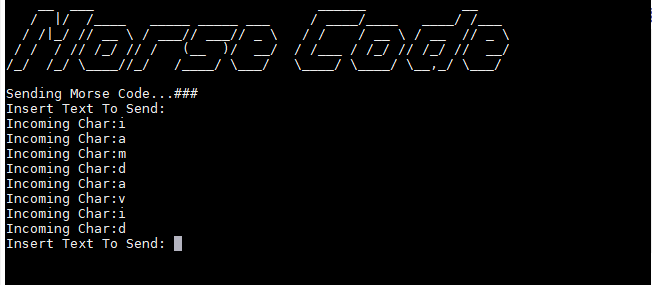 Morse Code
Sending Morse Code...###
Insert Text To Send:
Incoming Char:i
Incoming Char:a
Incoming Char:m
Incoming Char:d
Incoming Char:a
Incoming Char:v
Incoming Char:i
Incoming Char:d
Insert Text To Send: